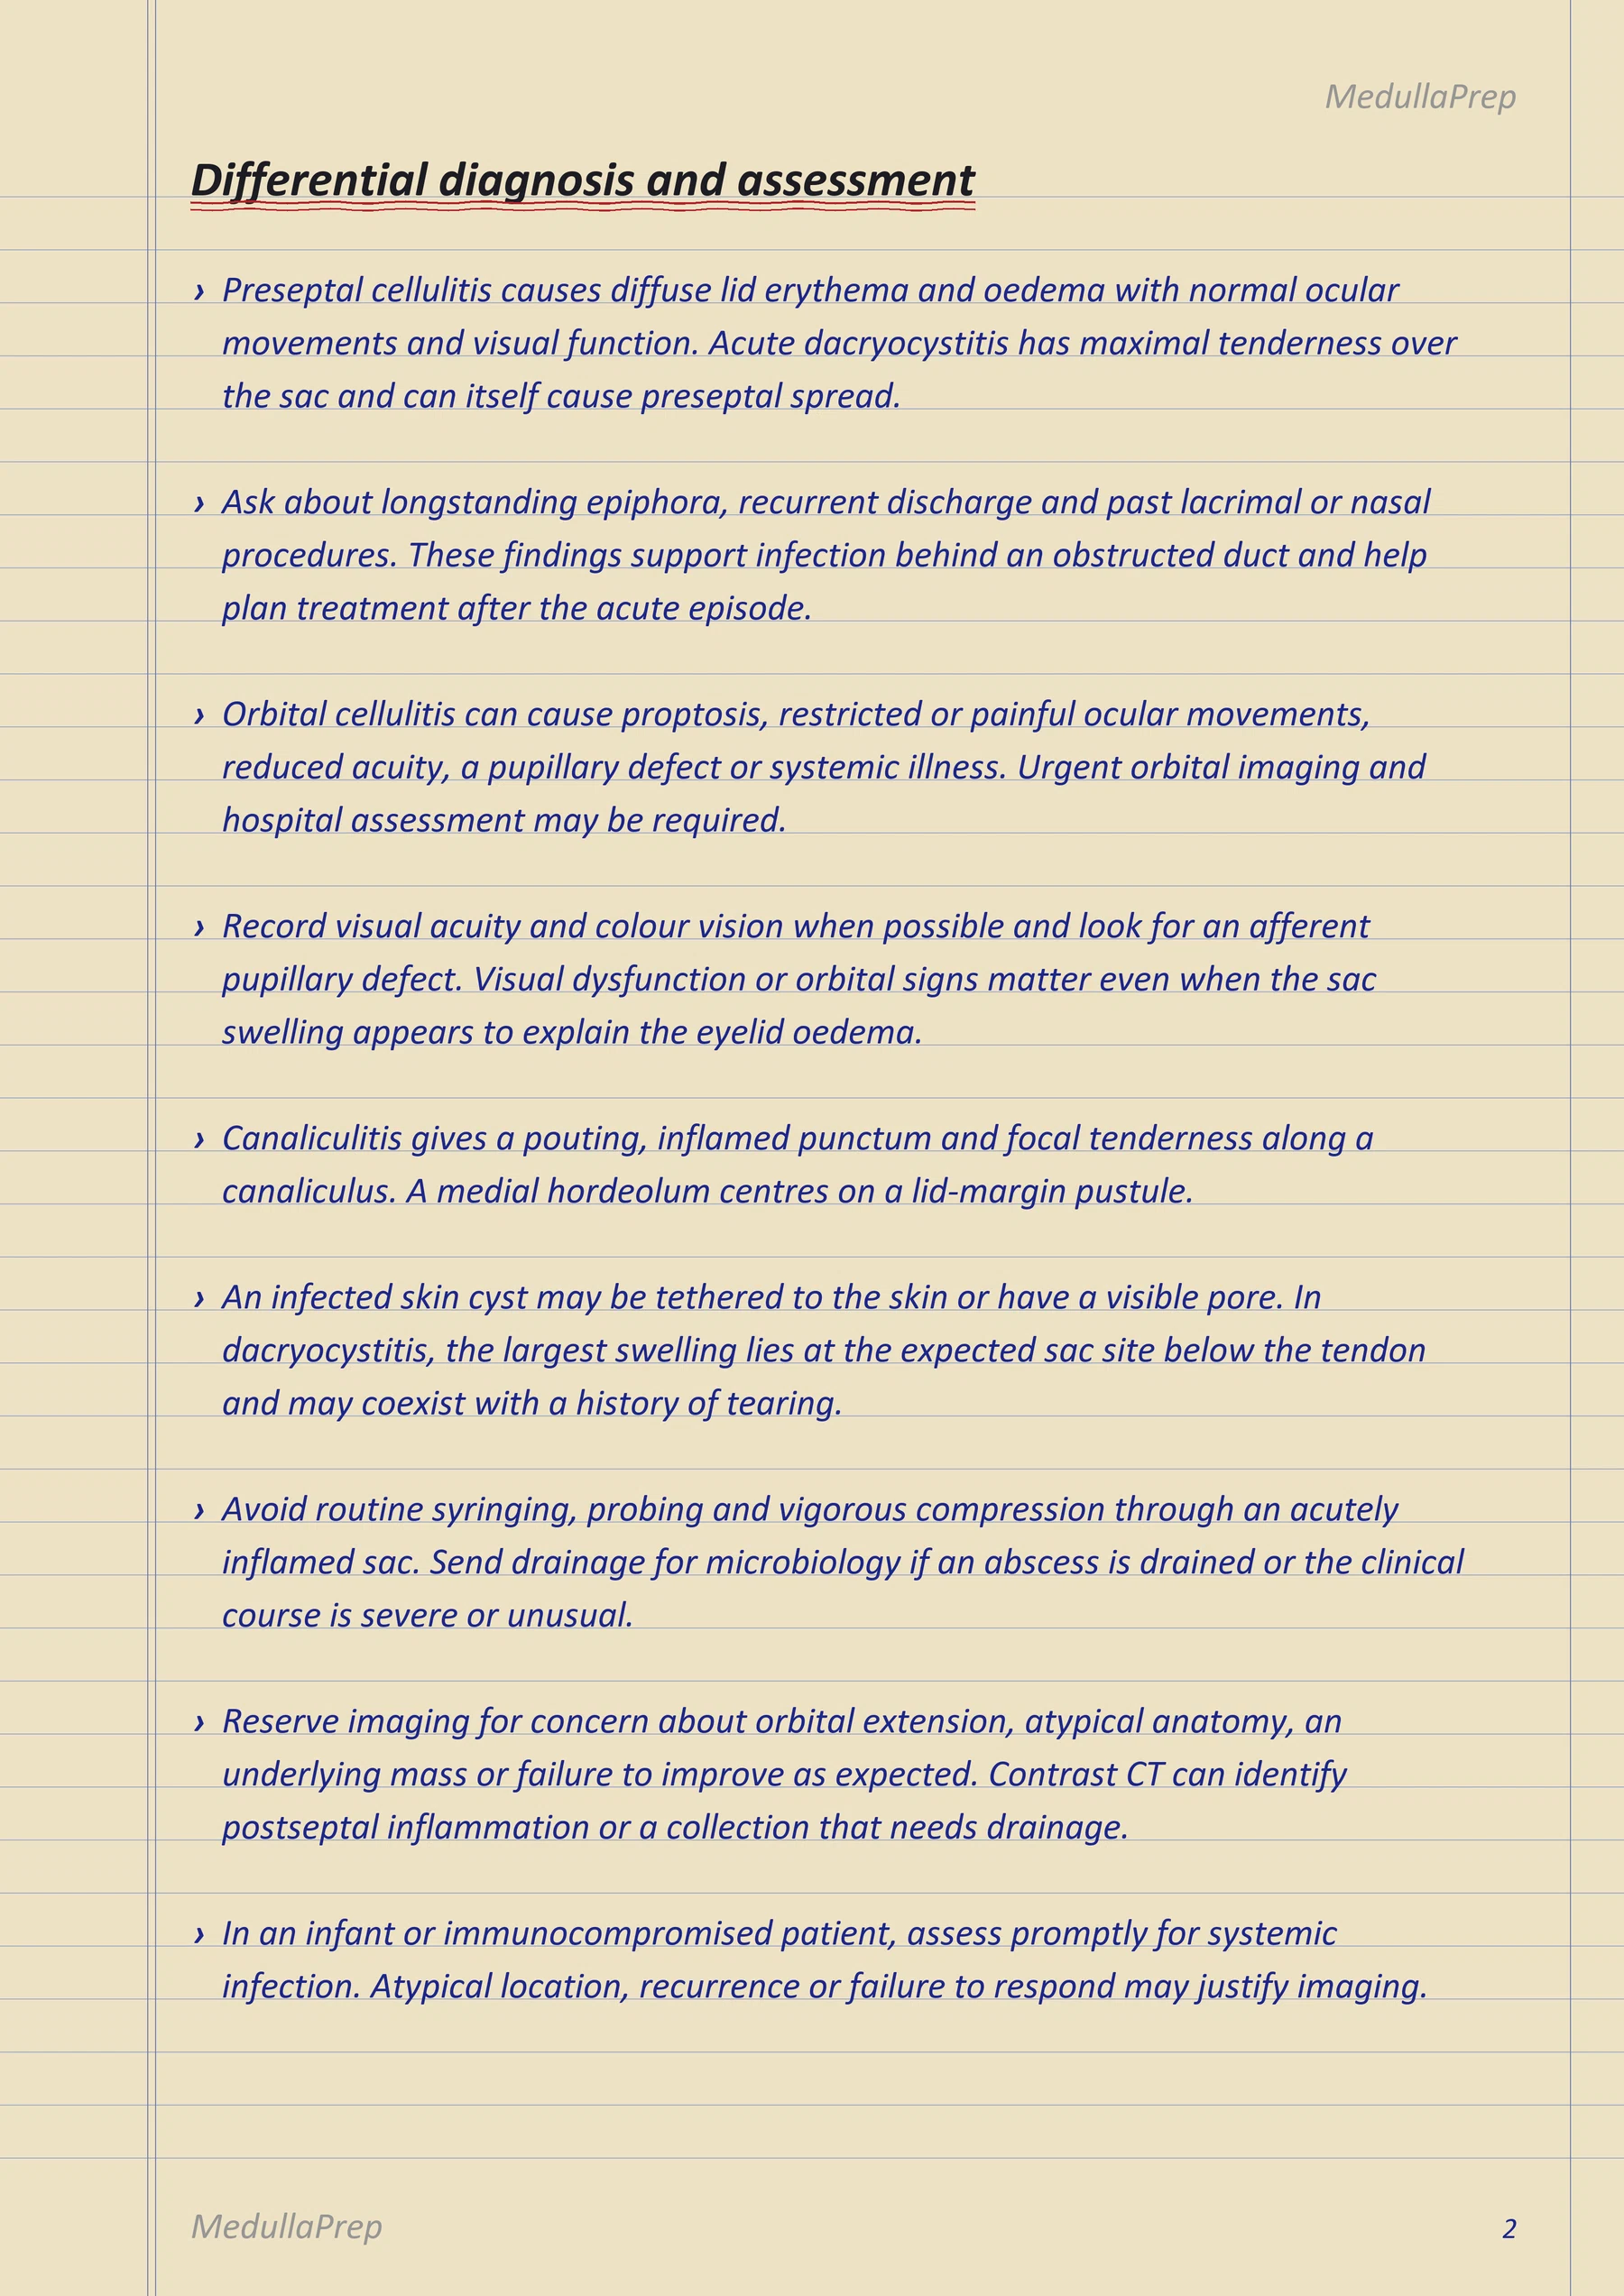 MedullaPrep
Differential diagnosis and assessment
› Preseptal cellulitis causes diffuse lid erythema and oedema with normal ocular
movements and visual function. Acute dacryocystitis has maximal tenderness over
the sac and can itself cause preseptal spread.
› Ask about longstanding epiphora, recurrent discharge and past lacrimal or nasal
procedures. These findings support infection behind an obstructed duct and help
plan treatment after the acute episode.
› Orbital cellulitis can cause proptosis, restricted or painful ocular movements,
reduced acuity, a pupillary defect or systemic illness. Urgent orbital imaging and
hospital assessment may be required.
› Record visual acuity and colour vision when possible and look for an afferent
pupillary defect. Visual dysfunction or orbital signs matter even when the sac
swelling appears to explain the eyelid oedema.
› Canaliculitis gives a pouting, inflamed punctum and focal tenderness along a
canaliculus. A medial hordeolum centres on a lid-margin pustule.
› An infected skin cyst may be tethered to the skin or have a visible pore. In
dacryocystitis, the largest swelling lies at the expected sac site below the tendon
and may coexist with a history of tearing.
› Avoid routine syringing, probing and vigorous compression through an acutely
inflamed sac. Send drainage for microbiology if an abscess is drained or the clinical
course is severe or unusual.
› Reserve imaging for concern about orbital extension, atypical anatomy, an
underlying mass or failure to improve as expected. Contrast CT can identify
postseptal inflammation or a collection that needs drainage.
› In an infant or immunocompromised patient, assess promptly for systemic
infection. Atypical location, recurrence or failure to respond may justify imaging.
MedullaPrep
2